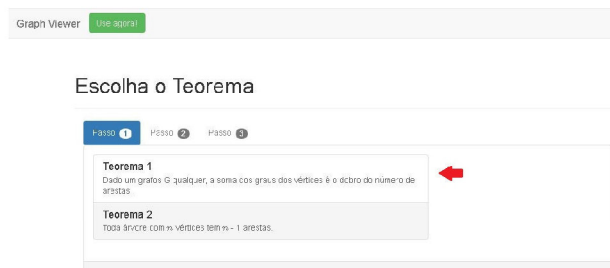 Graph Viewer Use agora!
Escolha o Teorema
Passo 1 Passo 2 Passo 3
Teorema 1
Dado um grafos G qualquer, a soma dos graus dos vértices é o dobro do número de
arestas.
Teorema 2
Toda árvore com n vértices tem n - 1 arestas.